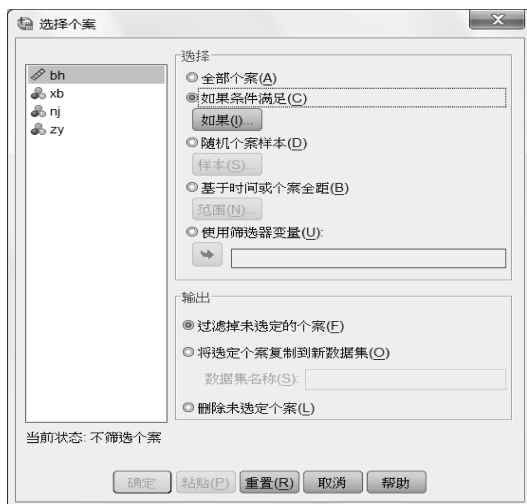 选择个案
bh
xb
nj
zy
选择
全部个案(A)
如果条件满足(C)
如果(I)...
随机个案样本(D)
样本(S)...
基于时间或个案全距(B)
范围(N)...
使用筛选器变量(U):
输出
过滤掉未选定的个案(F)
将选定个案复制到新数据集(O)
数据集名称(S):
删除未选定个案(L)
当前状态: 不筛选个案
确定
粘贴(P)
重置(R)
取消
帮助